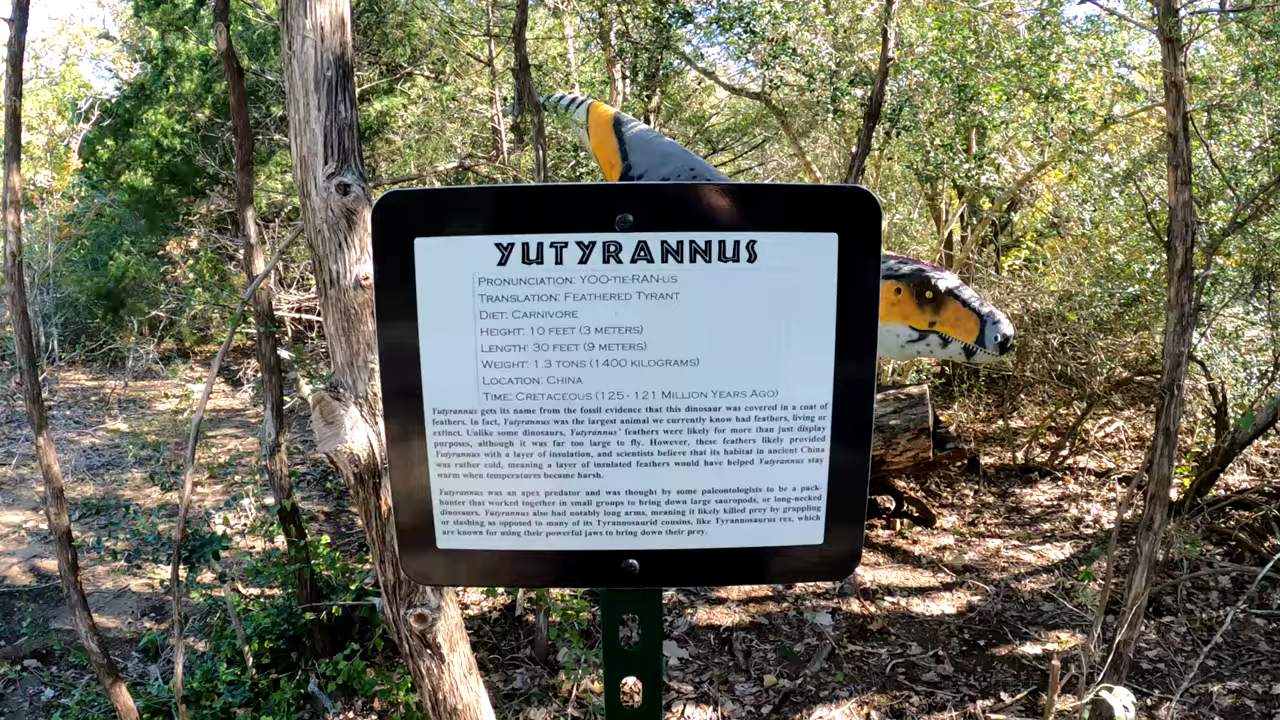 YUTYRANNUS
PRONUNCIATION: YOO-TIE-RAN-US
TRANSLATION: FEATHERED TYRANT
DIET: CARNIVORE
HEIGHT: 10 FEET (3 METERS)
LENGTH: 30 FEET (9 METERS)
WEIGHT: 1.3 TONS (1400 KILOGRAMS)
LOCATION: CHINA
TIME: CRETACEOUS (125 - 121 MILLION YEARS AGO)
Yutyrannus gets its name from the fossil evidence that this dinosaur was covered in a coat of
feathers. In fact, Yutyrannus was the largest animal we currently know had feathers, living or
extinct. Unlike some dinosaurs, Yutyrannus' feathers were likely for more than just display
purposes, although it was far too large to fly. However, these feathers likely provided
Yutyrannus with a layer of insulation, and scientists believe that its habitat in ancient China
was rather cold, meaning a layer of insulated feathers would have helped Yutyrannus stay
warm when temperatures became harsh.
Yutyrannus was an apex predator and was thought by some paleontologists to be a pack-
hunter that worked together in small groups to bring down large sauropods, or long-necked
dinosaurs. Yutyrannus also had notably long arms, meaning it likely killed prey by grappling
or slashing as opposed to many of its Tyrannosaurid cousins, like Tyrannosaurus rex, which
are known for using their powerful jaws to bring down their prey.